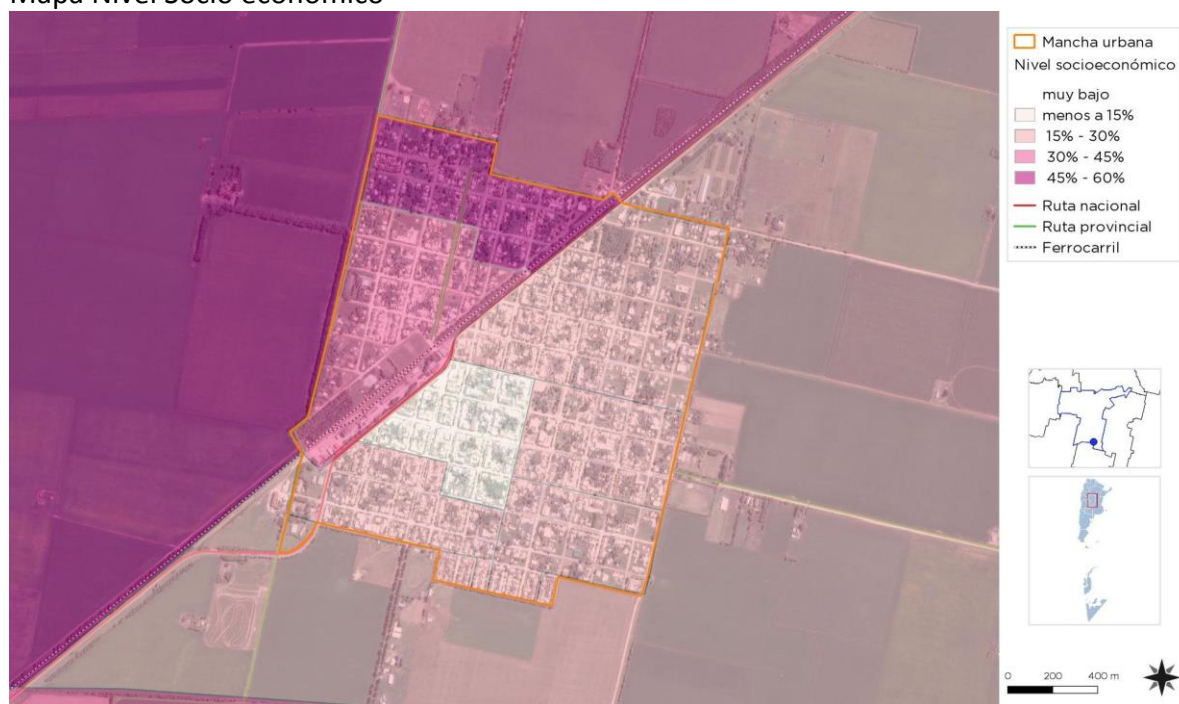 Mapa Nivel Socio económico
Mancha urbana
Nivel socioeconómico
muy bajo
menos a 15%
15% - 30%
30% - 45%
45% - 60%
Ruta nacional
Ruta provincial
Ferrocarril
0 200 400 m